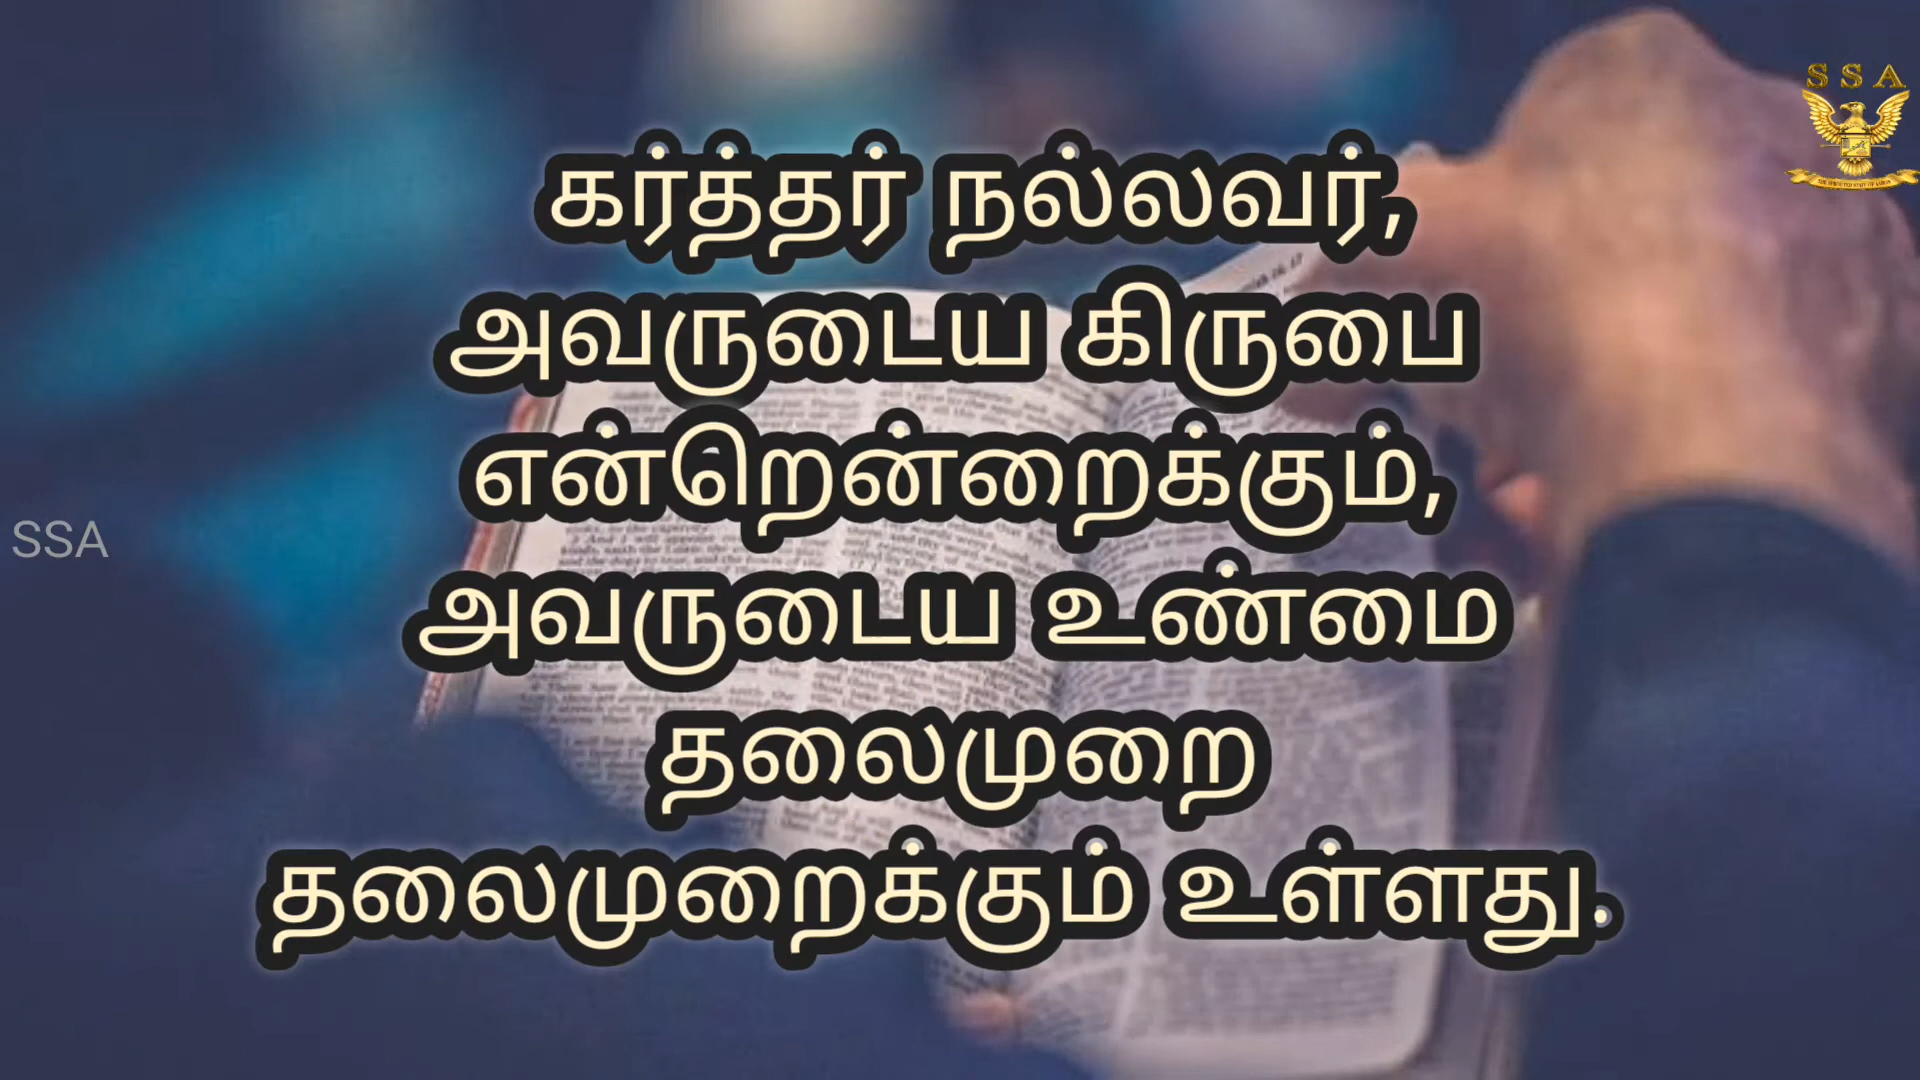 S S A
கர்த்தர் நல்லவர்,
அவருடைய கிருபை
என்றென்றைக்கும்,
SSA
அவருடைய உண்மை
தலைமுறை
தலைமுறைக்கும் உள்ளது.